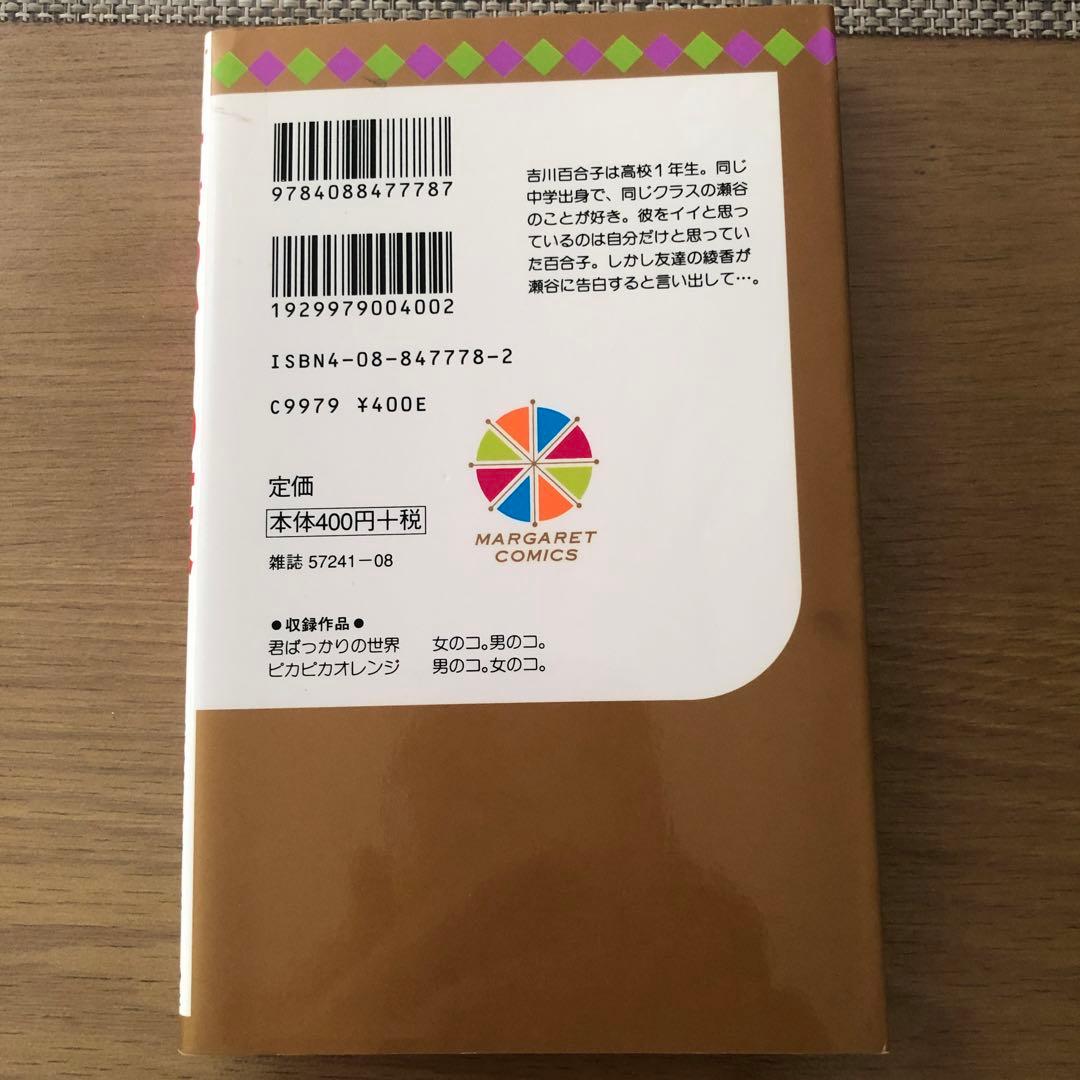 9784088477787
1929979004002
ISBN4-08-847778-2
C9979 ¥400E
定価
本体400円+税
雑誌 57241-08
吉川百合子は高校1年生。同じ
中学出身で、同じクラスの瀬谷
のことが好き。彼をイイと思っ
ているのは自分だけと思ってい
た百合子。しかし友達の綾香が
瀬谷に告白すると言い出して…。
MARGARET
COMICS
●収録作品●
君ばっかりの世界 女のコ。男のコ。
ピカピカオレンジ 男のコ。女のコ。